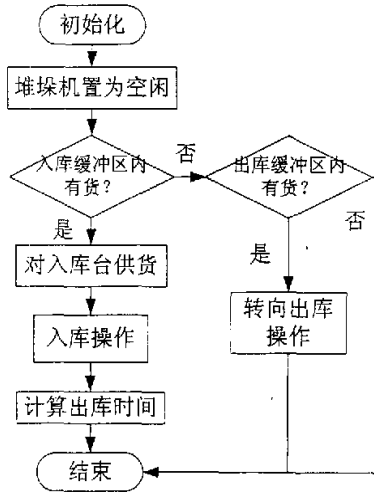 初始化
堆垛机置为空闲
入库缓冲区内
有货?
否
出库缓冲区内
有货?
是
否
对入库台供货
是
入库操作
转向出库
操作
计算出库时间
结束